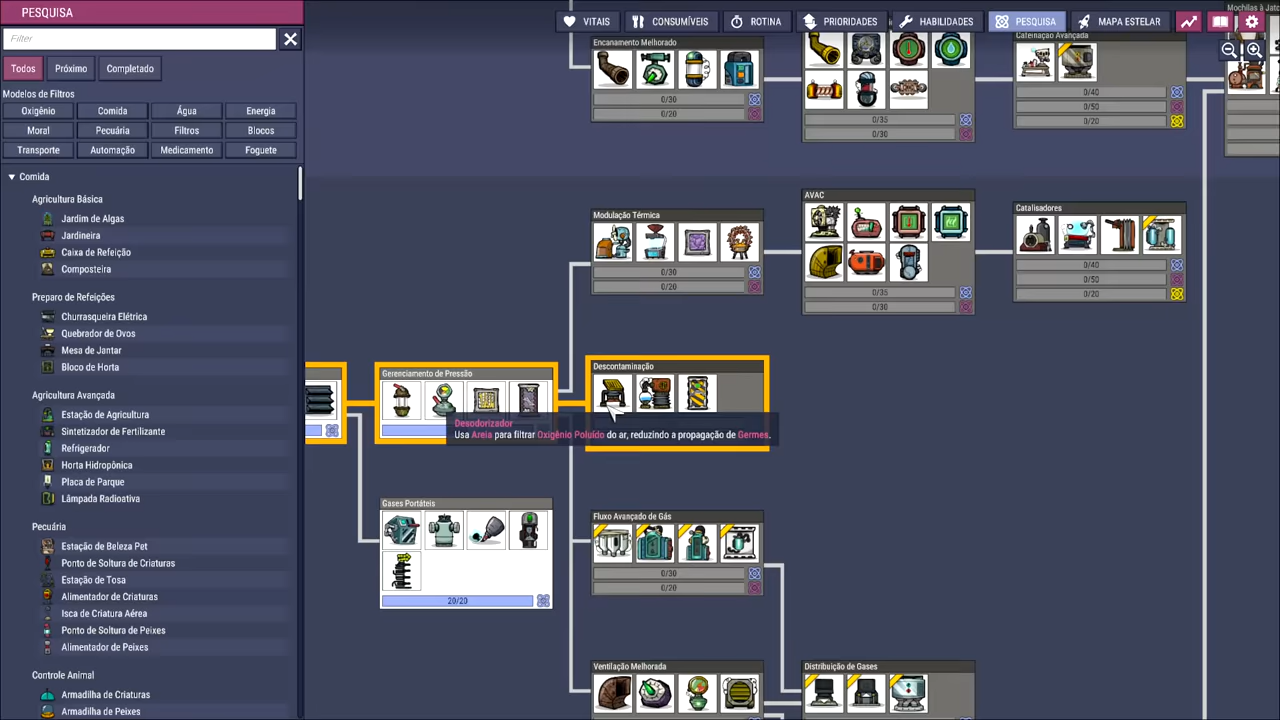 PESQUISA
VITAIS
CONSUMÍVEIS
ROTINA
PRIORIDADES
HABILIDADES
PESQUISA
MAPA ESTELAR
Mochilas à Jato
Filter
Todos
Próximo
Completado
Modelos de Filtros
Oxigênio
Comida
Água
Energia
Moral
Pecuária
Filtros
Blocos
Transporte
Automação
Medicamento
Foguete
Comida
Agricultura Básica
Jardim de Algas
Jardineira
Caixa de Refeição
Composteira
Preparo de Refeições
Churrasqueira Elétrica
Quebrador de Ovos
Mesa de Jantar
Bloco de Horta
Agricultura Avançada
Estação de Agricultura
Sintetizador de Fertilizante
Refrigerador
Horta Hidropônica
Placa de Parque
Lâmpada Radioativa
Pecuária
Estação de Beleza Pet
Ponto de Soltura de Criaturas
Estação de Tosa
Alimentador de Criaturas
Isca de Criatura Aérea
Ponto de Soltura de Peixes
Alimentador de Peixes
Controle Animal
Armadilha de Criaturas
Armadilha de Peixes
Encanamento Melhorado
0/30
0/20
0/35
0/30
Cafeinação Avançada
0/40
0/50
0/20
Modulação Térmica
0/30
0/20
AVAC
0/35
0/30
Catalisadores
0/40
0/50
0/20
Gerenciamento de Pressão
Descontaminação
Desodorizador
Usa Areia para filtrar Oxigênio Poluído do ar, reduzindo a propagação de Germes.
Gases Portáteis
20/20
Fluxo Avançado de Gás
0/30
0/20
Ventilação Melhorada
Distribuição de Gases